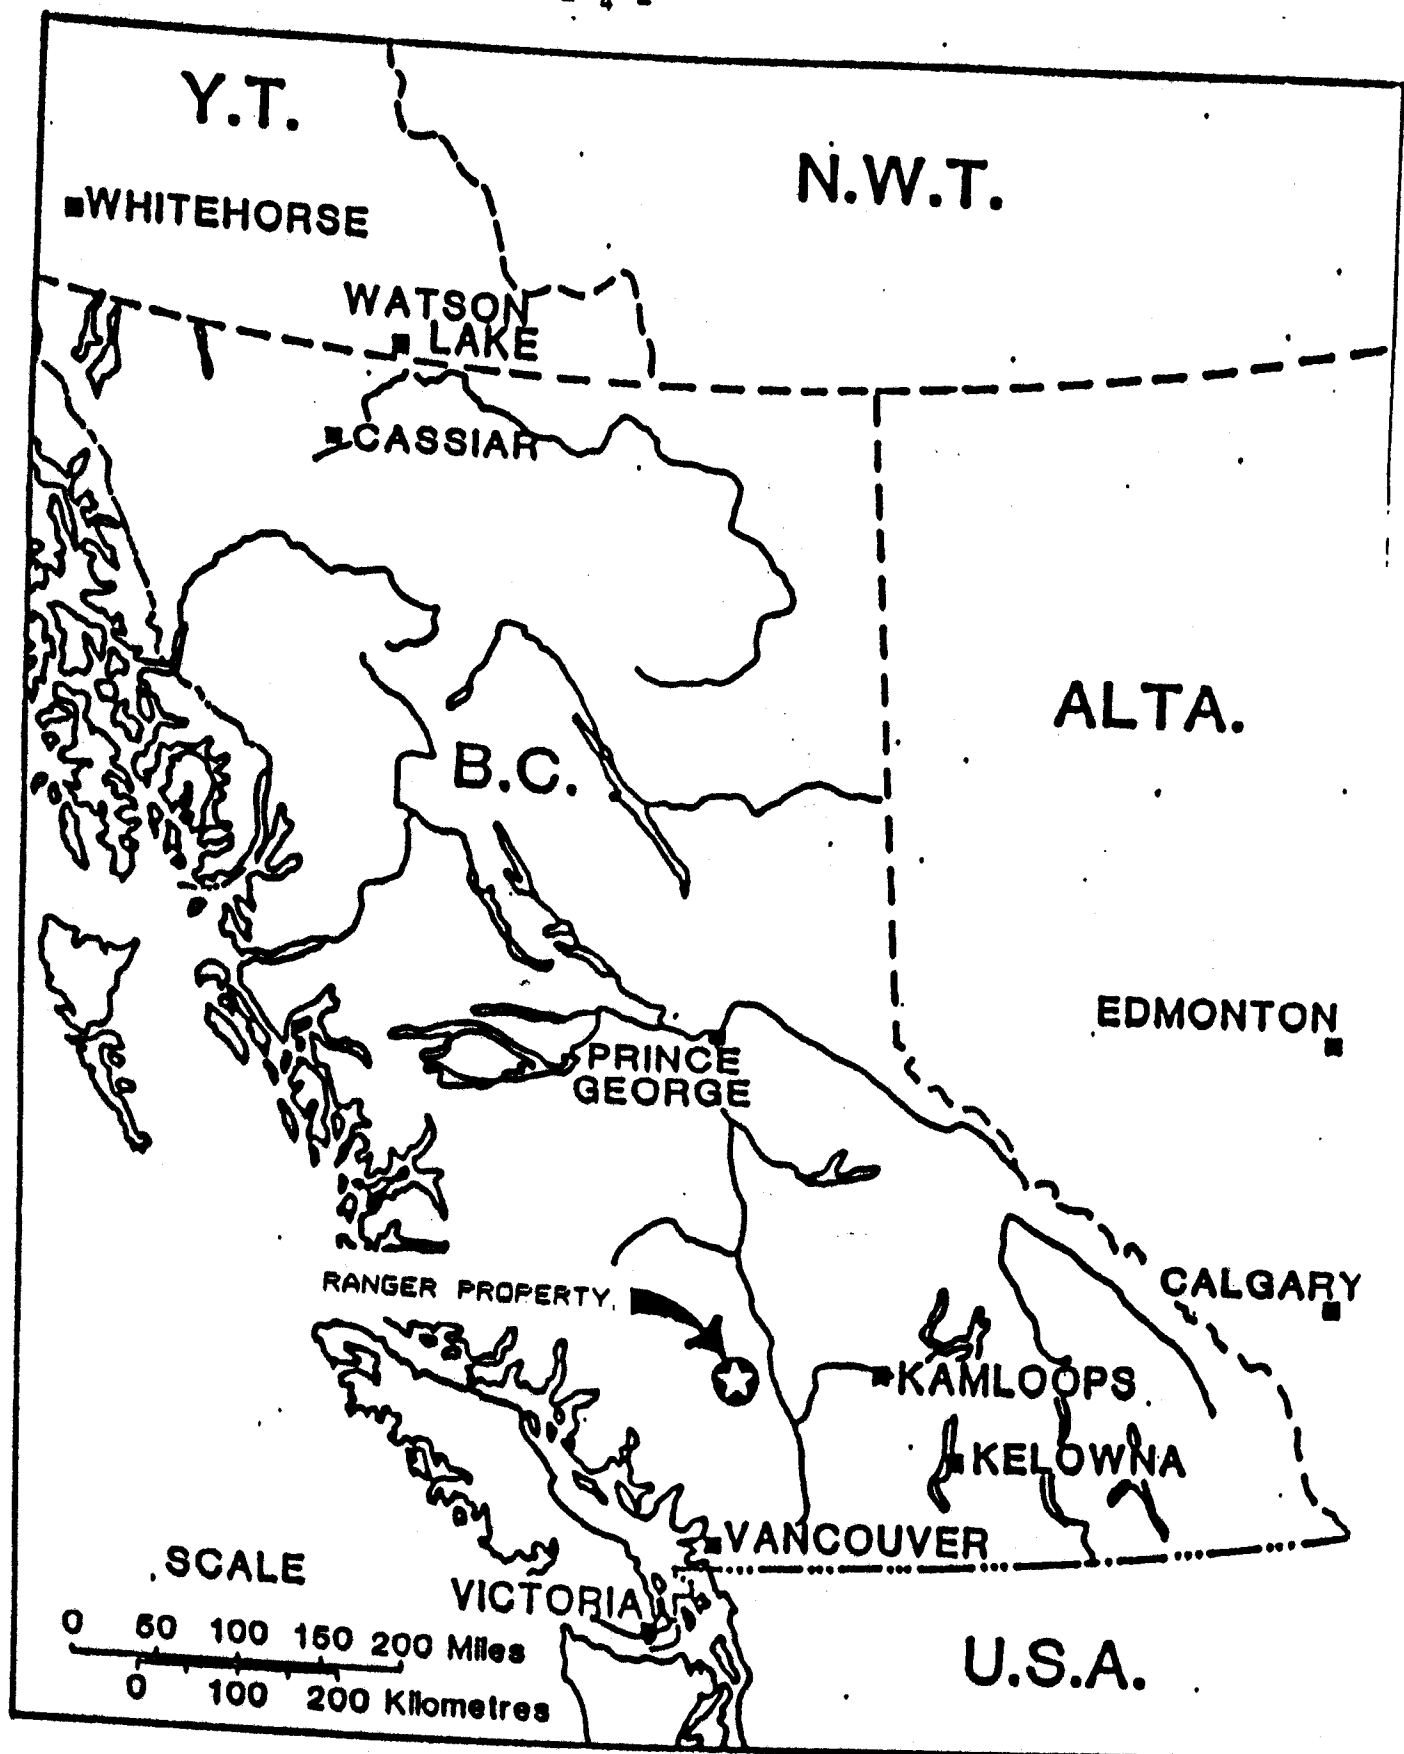 - 4 -
Y.T.
N.W.T.
WHITEHORSE
WATSON
LAKE
CASSIAR
ALTA.
B.C.
EDMONTON
PRINCE
GEORGE
RANGER PROPERTY
CALGARY
KAMLOOPS
KELOWNA
VANCOUVER
SCALE
VICTORIA
0 50 100 150 200 Miles
0 100 200 Kilometres
U.S.A.